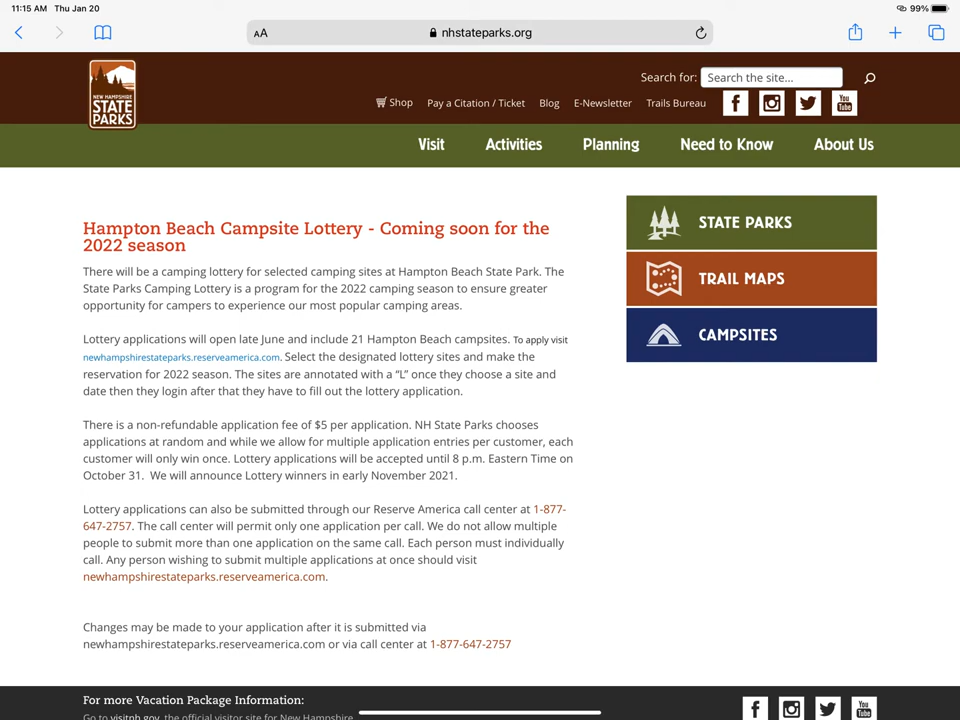 11:15 AM Thu Jan 20
99%
AA
nhstateparks.org
Search for: Search the site...
NEW HAMPSHIRE
STATE
PARKS
Shop Pay a Citation / Ticket Blog E-Newsletter Trails Bureau
You
Tube
Visit Activities Planning Need to Know About Us
Hampton Beach Campsite Lottery - Coming soon for the
2022 season
There will be a camping lottery for selected camping sites at Hampton Beach State Park. The
State Parks Camping Lottery is a program for the 2022 camping season to ensure greater
opportunity for campers to experience our most popular camping areas.
Lottery applications will open late June and include 21 Hampton Beach campsites. To apply visit
newhampshirestateparks.reserveamerica.com. Select the designated lottery sites and make the
reservation for 2022 season. The sites are annotated with a “L” once they choose a site and
date then they login after that they have to fill out the lottery application.
There is a non-refundable application fee of $5 per application. NH State Parks chooses
applications at random and while we allow for multiple application entries per customer, each
customer will only win once. Lottery applications will be accepted until 8 p.m. Eastern Time on
October 31. We will announce Lottery winners in early November 2021.
Lottery applications can also be submitted through our Reserve America call center at 1-877-
647-2757. The call center will permit only one application per call. We do not allow multiple
people to submit more than one application on the same call. Each person must individually
call. Any person wishing to submit multiple applications at once should visit
newhampshirestateparks.reserveamerica.com.
Changes may be made to your application after it is submitted via
newhampshirestateparks.reserveamerica.com or via call center at 1-877-647-2757
STATE PARKS
TRAIL MAPS
CAMPSITES
For more Vacation Package Information:
Go to visitnh.gov, the official visitor site for New Hampshire
You
Tube